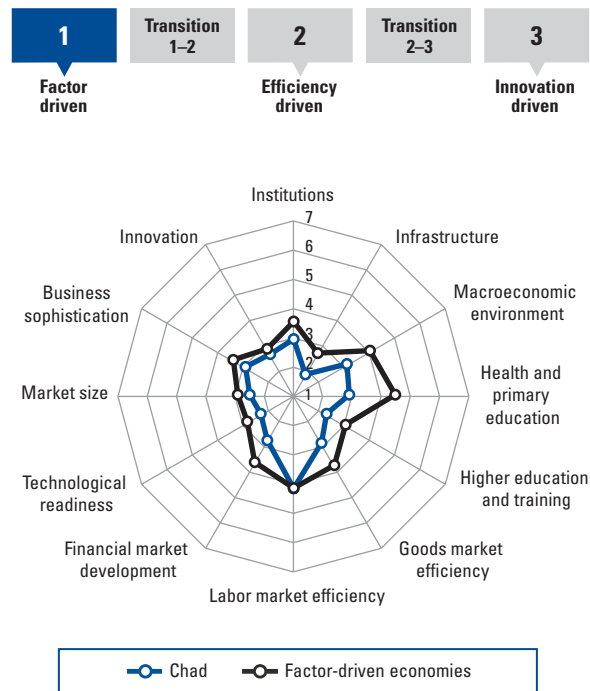 1
Transition
1–2
2
Transition
2–3
3
Factor
driven
Efficiency
driven
Innovation
driven
Institutions
7
Innovation
Infrastructure
6
5
Business
sophistication
Macroeconomic
environment
4
3
2
Market size
1
Health and
primary
education
Technological
readiness
Higher education
and training
Financial market
development
Goods market
efficiency
Labor market efficiency
Chad
Factor-driven economies